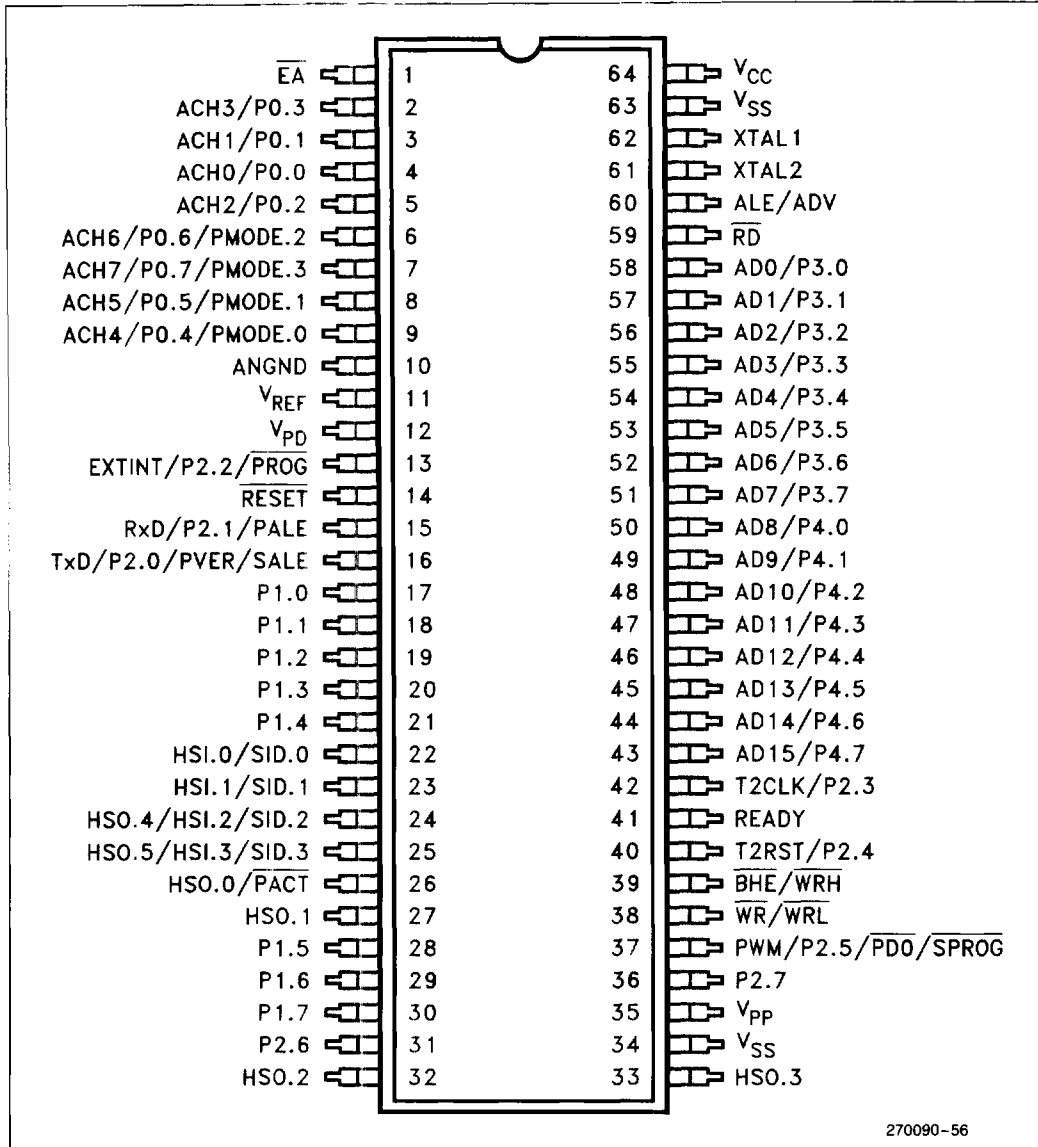 E̅A̅ 1 64 VCC
ACH3/P0.3 2 63 VSS
ACH1/P0.1 3 62 XTAL1
ACH0/P0.0 4 61 XTAL2
ACH2/P0.2 5 60 ALE/ADV
ACH6/P0.6/PMODE.2 6 59 R̅D̅
ACH7/P0.7/PMODE.3 7 58 AD0/P3.0
ACH5/P0.5/PMODE.1 8 57 AD1/P3.1
ACH4/P0.4/PMODE.0 9 56 AD2/P3.2
ANGND 10 55 AD3/P3.3
VREF 11 54 AD4/P3.4
VPD 12 53 AD5/P3.5
EXTINT/P2.2/P̅R̅O̅G̅ 13 52 AD6/P3.6
R̅E̅S̅E̅T̅ 14 51 AD7/P3.7
RxD/P2.1/PALE 15 50 AD8/P4.0
TxD/P2.0/PVER/SALE 16 49 AD9/P4.1
P1.0 17 48 AD10/P4.2
P1.1 18 47 AD11/P4.3
P1.2 19 46 AD12/P4.4
P1.3 20 45 AD13/P4.5
P1.4 21 44 AD14/P4.6
HSI.0/SID.0 22 43 AD15/P4.7
HSI.1/SID.1 23 42 T2CLK/P2.3
HSO.4/HSI.2/SID.2 24 41 READY
HSO.5/HSI.3/SID.3 25 40 T2RST/P2.4
HSO.0/P̅A̅C̅T̅ 26 39 B̅H̅E̅/W̅R̅H̅
HSO.1 27 38 W̅R̅/W̅R̅L̅
P1.5 28 37 PWM/P2.5/P̅D̅O̅/S̅P̅R̅O̅G̅
P1.6 29 36 P2.7
P1.7 30 35 VPP
P2.6 31 34 VSS
HSO.2 32 33 HSO.3
270090-56